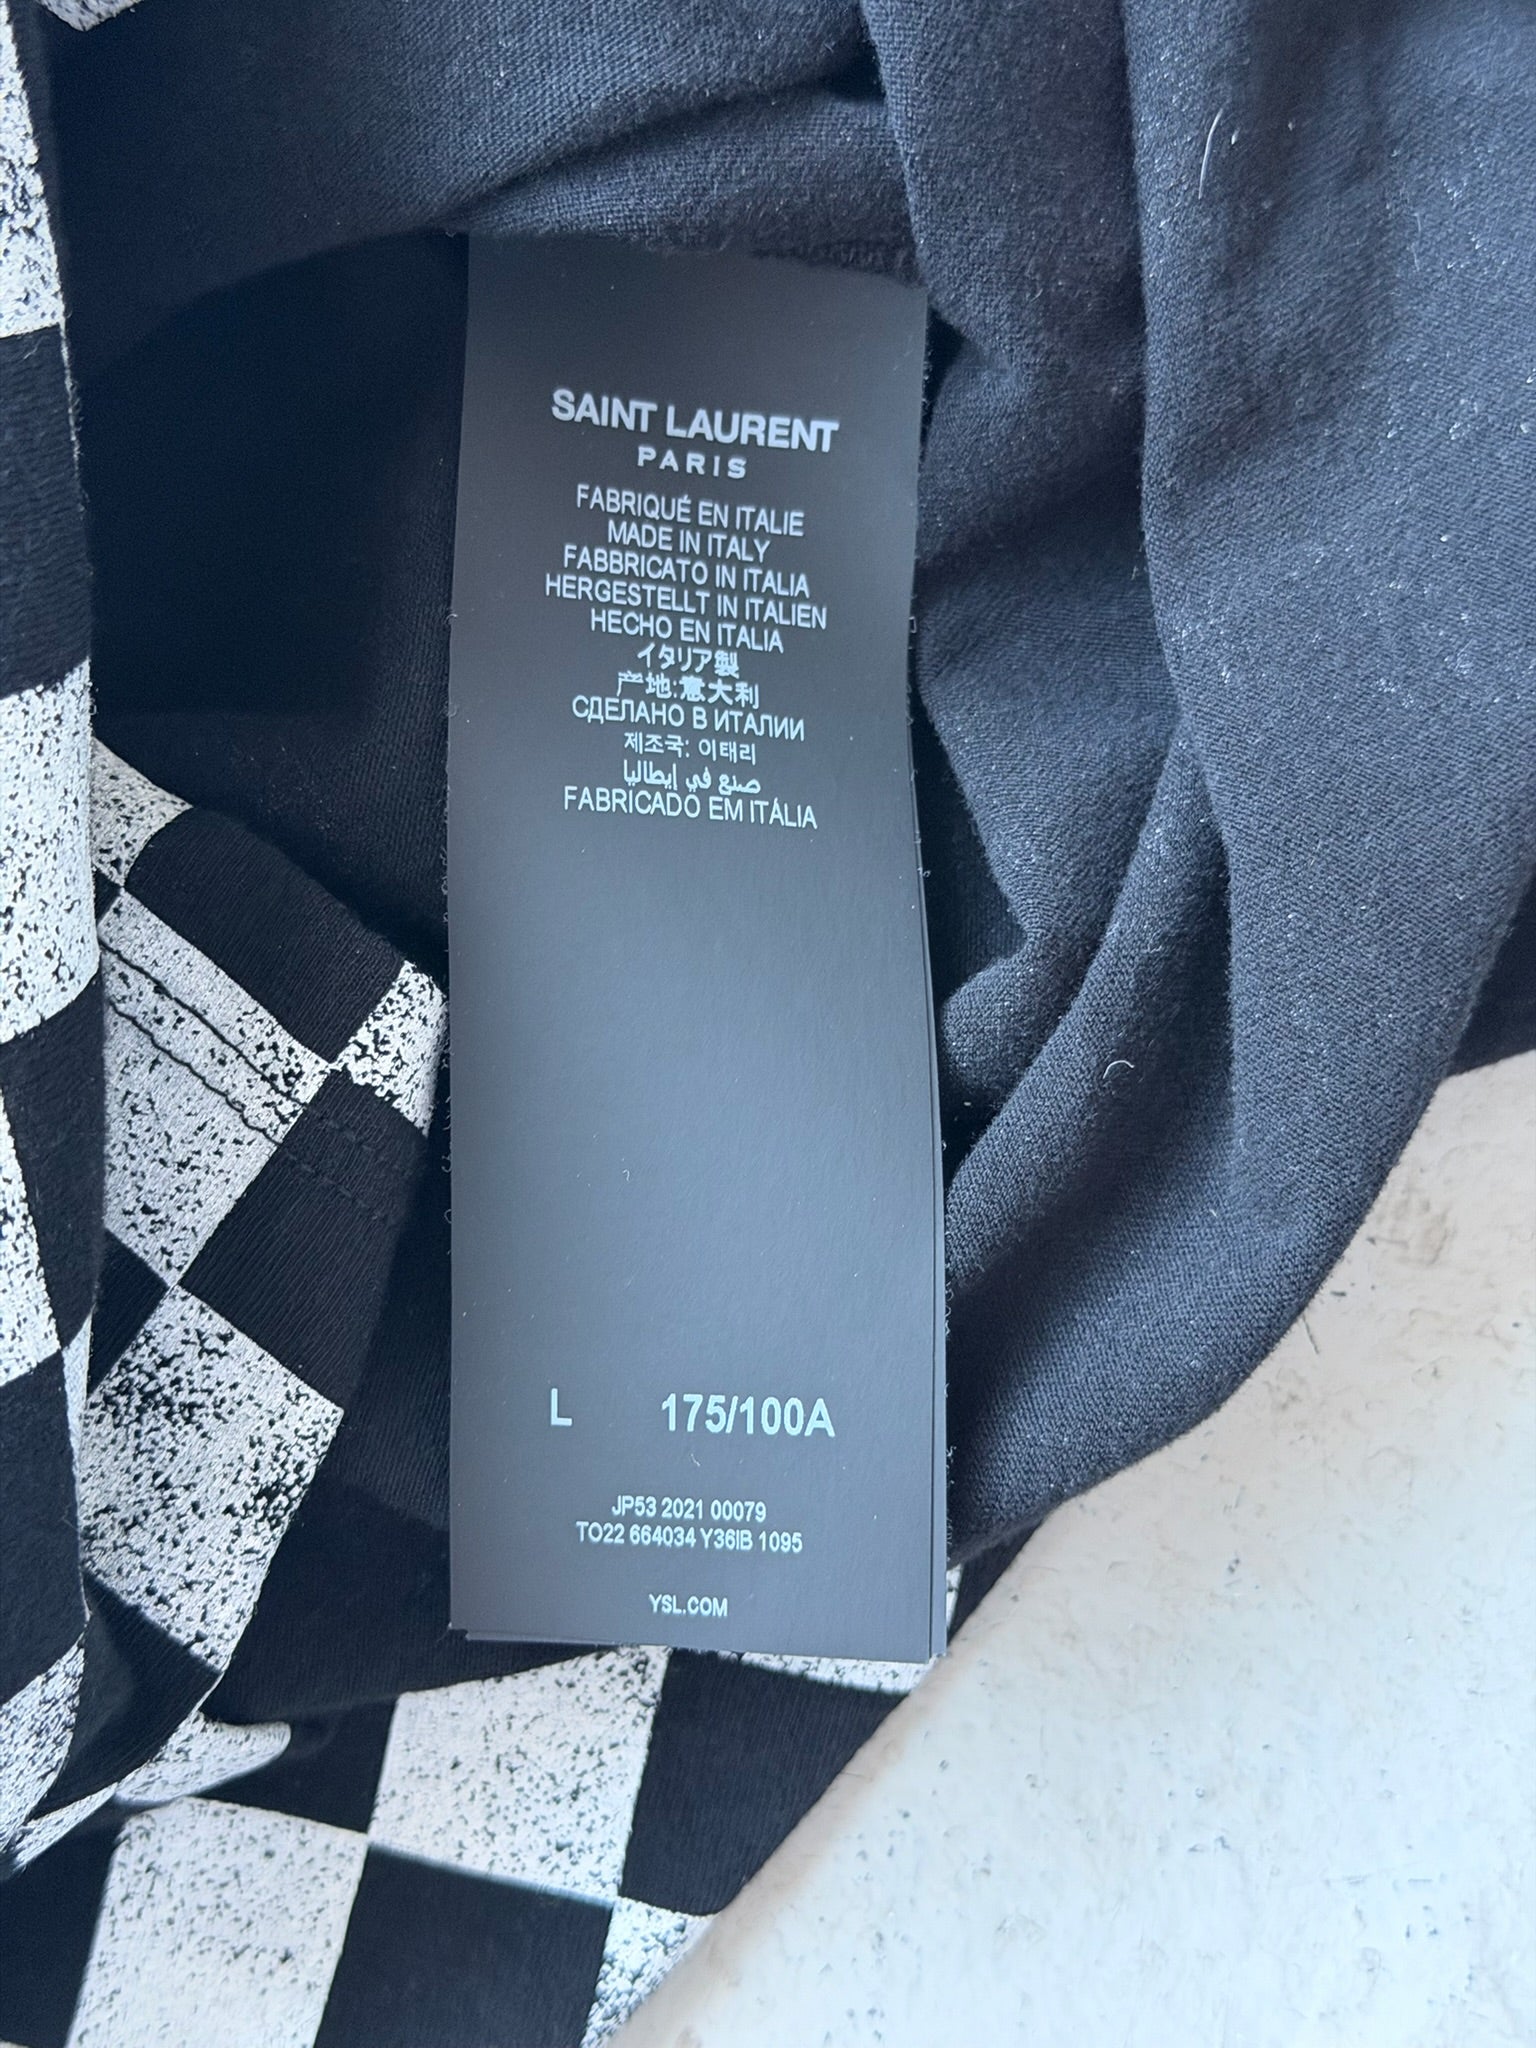 SAINT LAURENT
PARIS
FABRIQUÉ EN ITALIE
MADE IN ITALY
FABBRICATO IN ITALIA
HERGESTELLT IN ITALIEN
HECHO EN ITALIA
イタリア製
产地:意大利
СДЕЛАНО В ИТАЛИИ
제조국: 이태리
صنع في إيطاليا
FABRICADO EM ITÁLIA
L 175/100A
JP53 2021 00079
TO22 664034 Y36IB 1095
YSL.COM